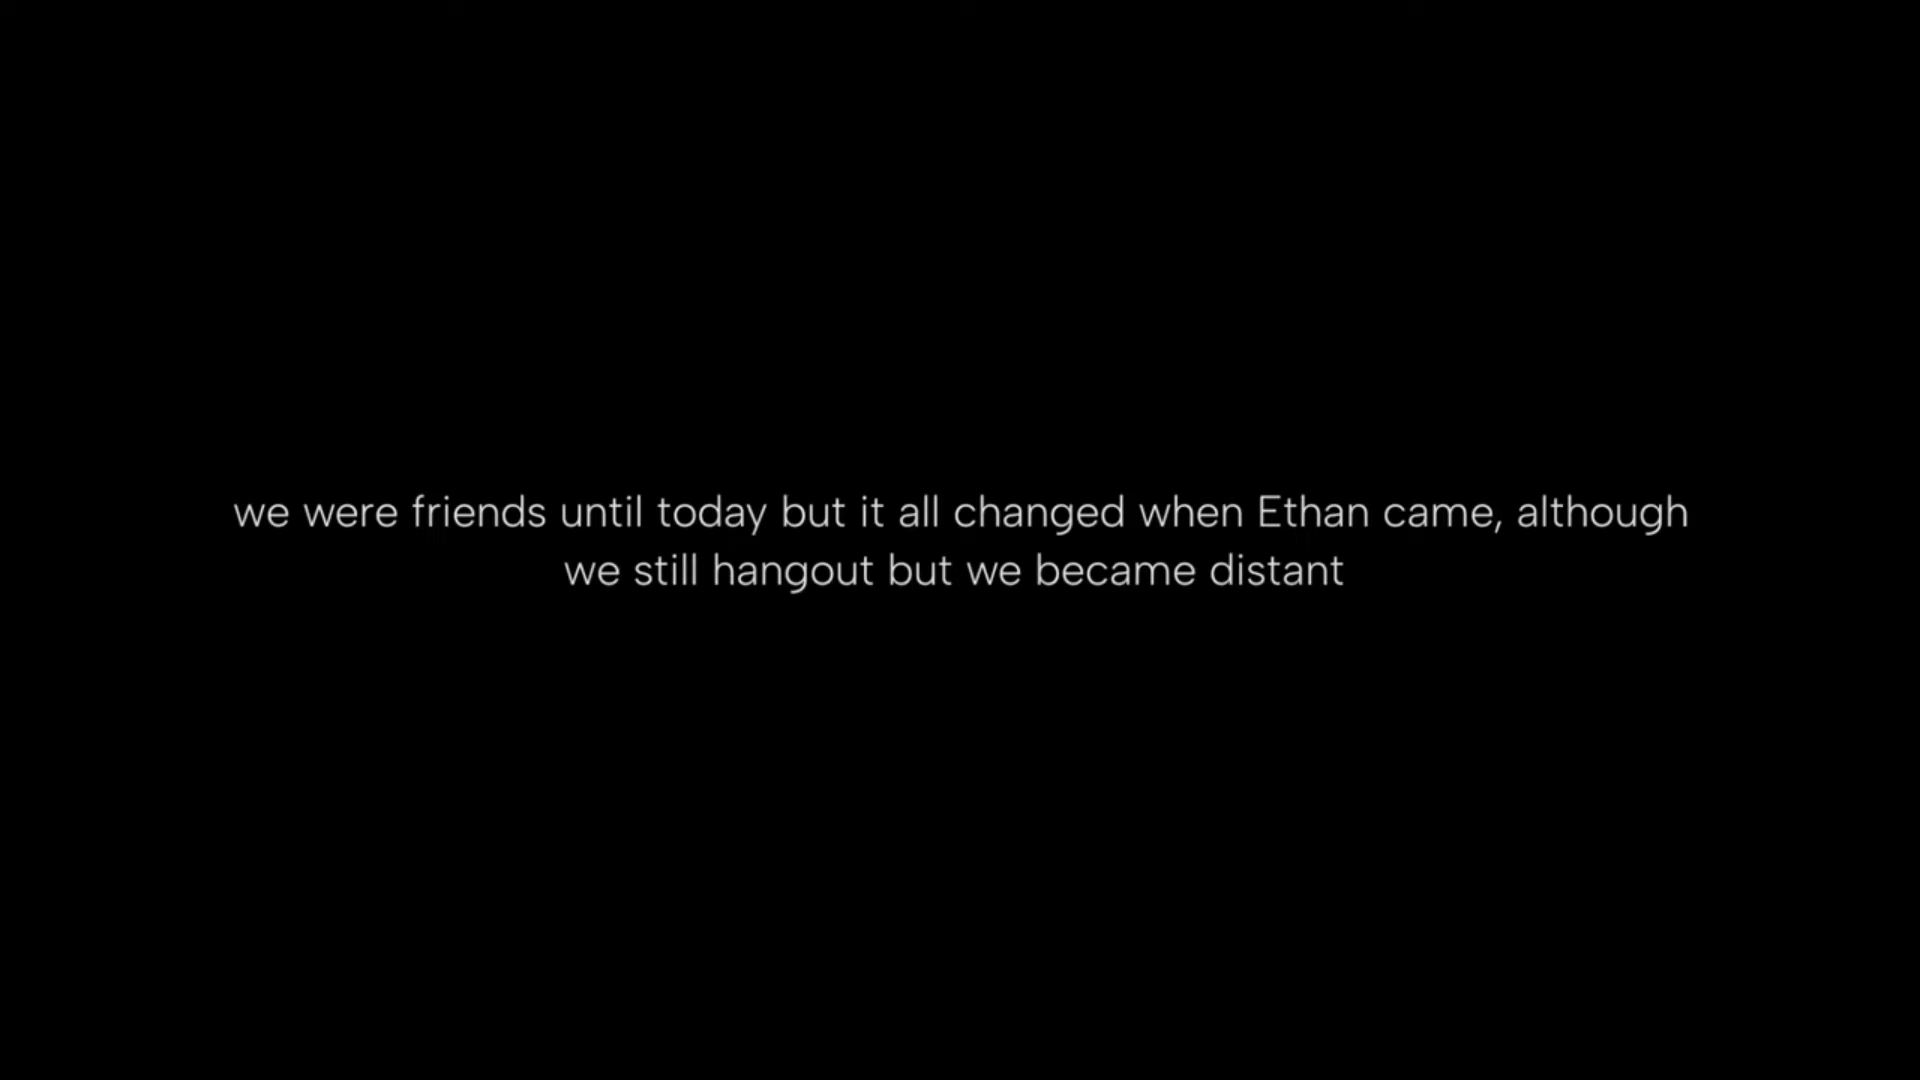 we were friends until today but it all changed when Ethan came, although
we still hangout but we became distant